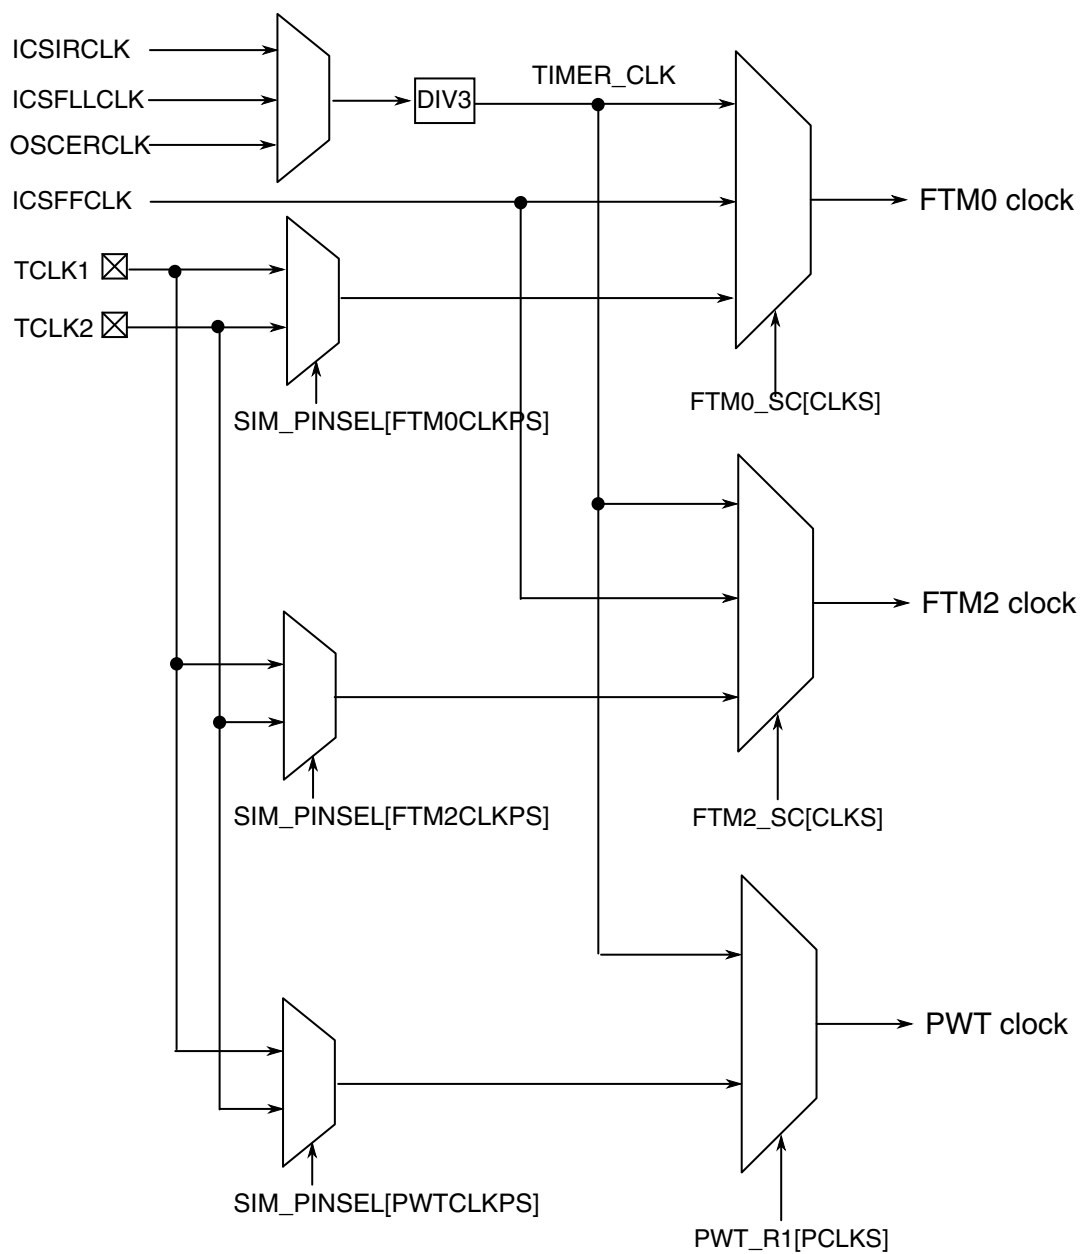 ICSIRCLK
TIMER_CLK
ICSFLLCLK
DIV3
OSCERCLK
ICSFFCLK
FTM0 clock
TCLK1
TCLK2
FTM0_SC[CLKS]
SIM_PINSEL[FTM0CLKPS]
FTM2 clock
SIM_PINSEL[FTM2CLKPS]
FTM2_SC[CLKS]
PWT clock
SIM_PINSEL[PWTCLKPS]
PWT_R1[PCLKS]